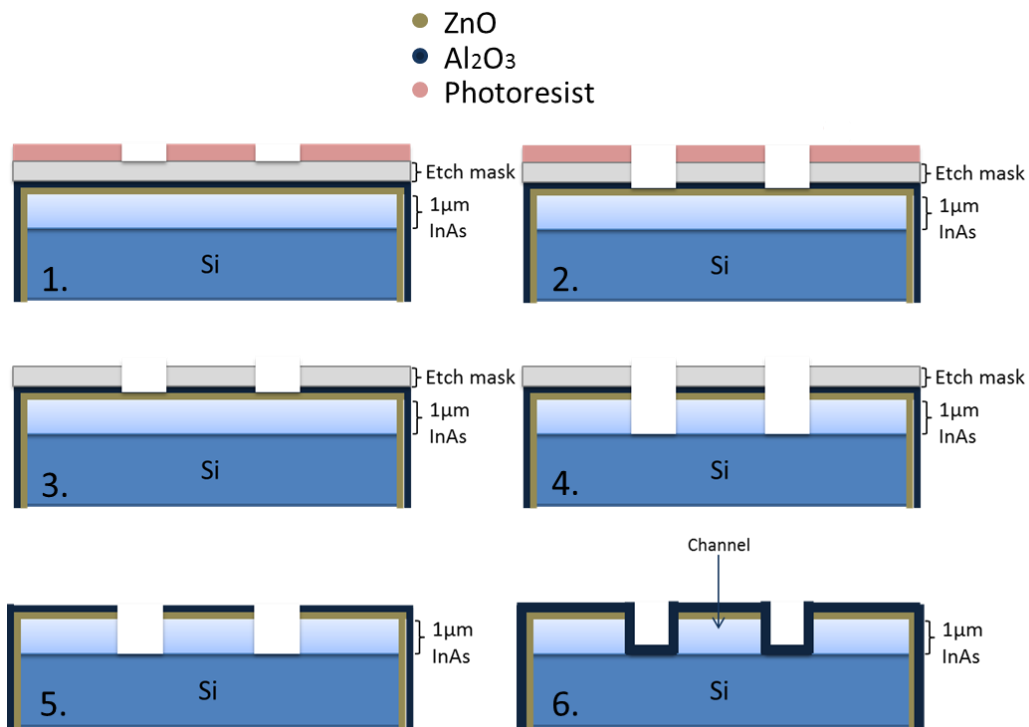 ZnO
Al₂O₃
Photoresist
Etch mask
1μm
InAs
Si
1.
Etch mask
1μm
InAs
Si
2.
Etch mask
1μm
InAs
Si
3.
Etch mask
1μm
InAs
Si
4.
1μm
InAs
Si
5.
Channel
1μm
InAs
Si
6.